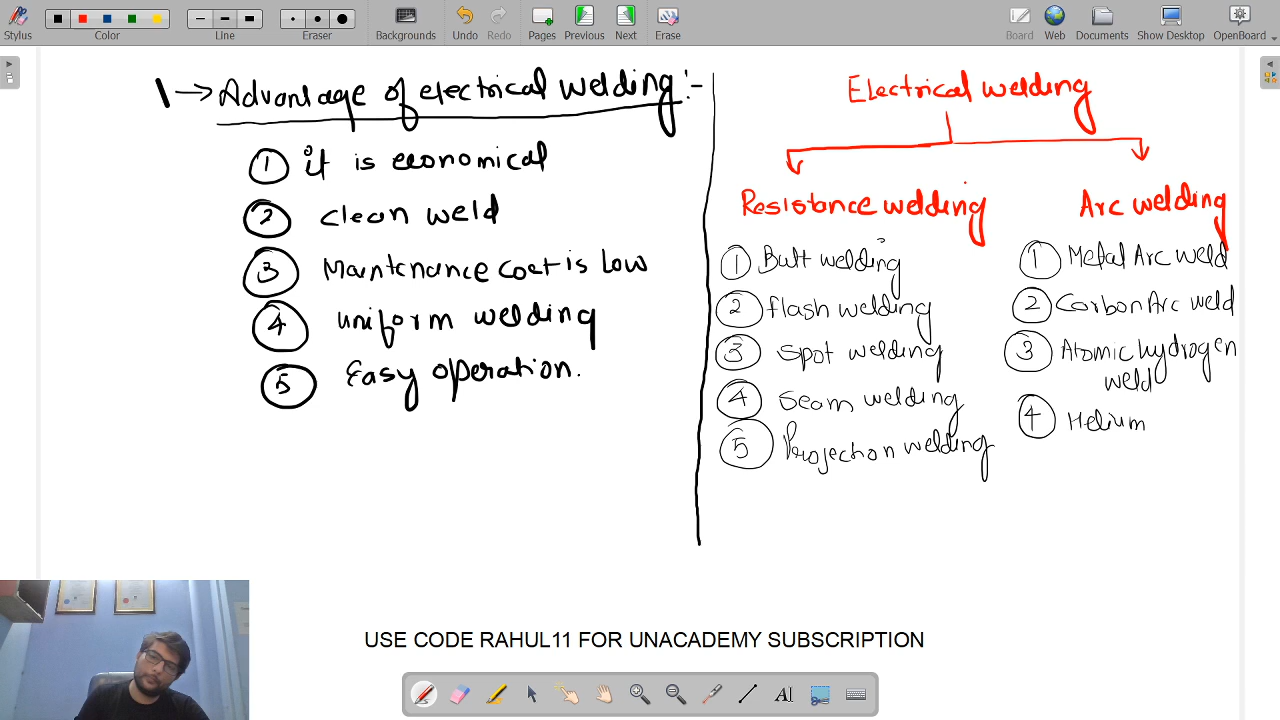 Stylus
Color
Line
Eraser
Backgrounds
Undo
Redo
Pages
Previous
Next
Erase
Board
Web
Documents
Show Desktop
OpenBoard
1 → Advantage of electrical welding :-
① it is economical
② clean weld
③ Maintenance cost is Low
④ uniform welding
⑤ Easy operation.
Electrical welding
Resistance welding
① Butt welding
② flash welding
③ spot welding
④ seam welding
⑤ Projection welding
Arc welding
① Metal Arc weld
② Carbon Arc weld
③ Atomic hydrogen
weld
④ Helium
USE CODE RAHUL11 FOR UNACADEMY SUBSCRIPTION
AI